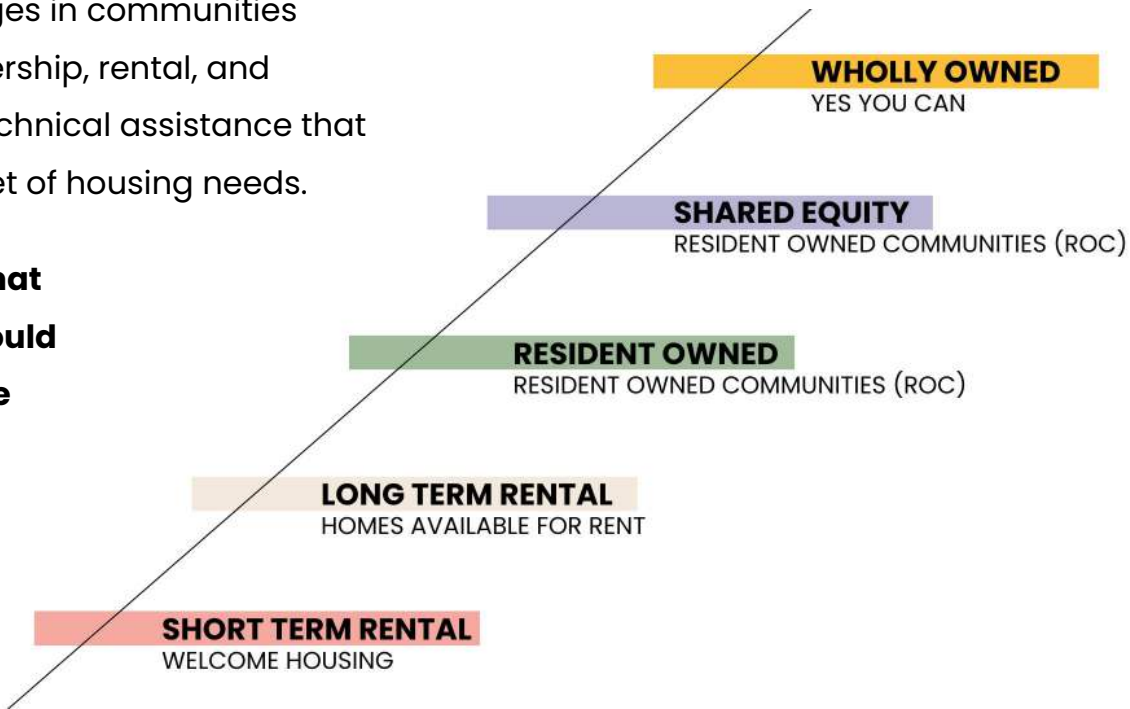 ges in communities
ership, rental, and
chnical assistance that
et of housing needs.
hat
ould
e
WHOLLY OWNED
YES YOU CAN
SHARED EQUITY
RESIDENT OWNED COMMUNITIES (ROC)
RESIDENT OWNED
RESIDENT OWNED COMMUNITIES (ROC)
LONG TERM RENTAL
HOMES AVAILABLE FOR RENT
SHORT TERM RENTAL
WELCOME HOUSING